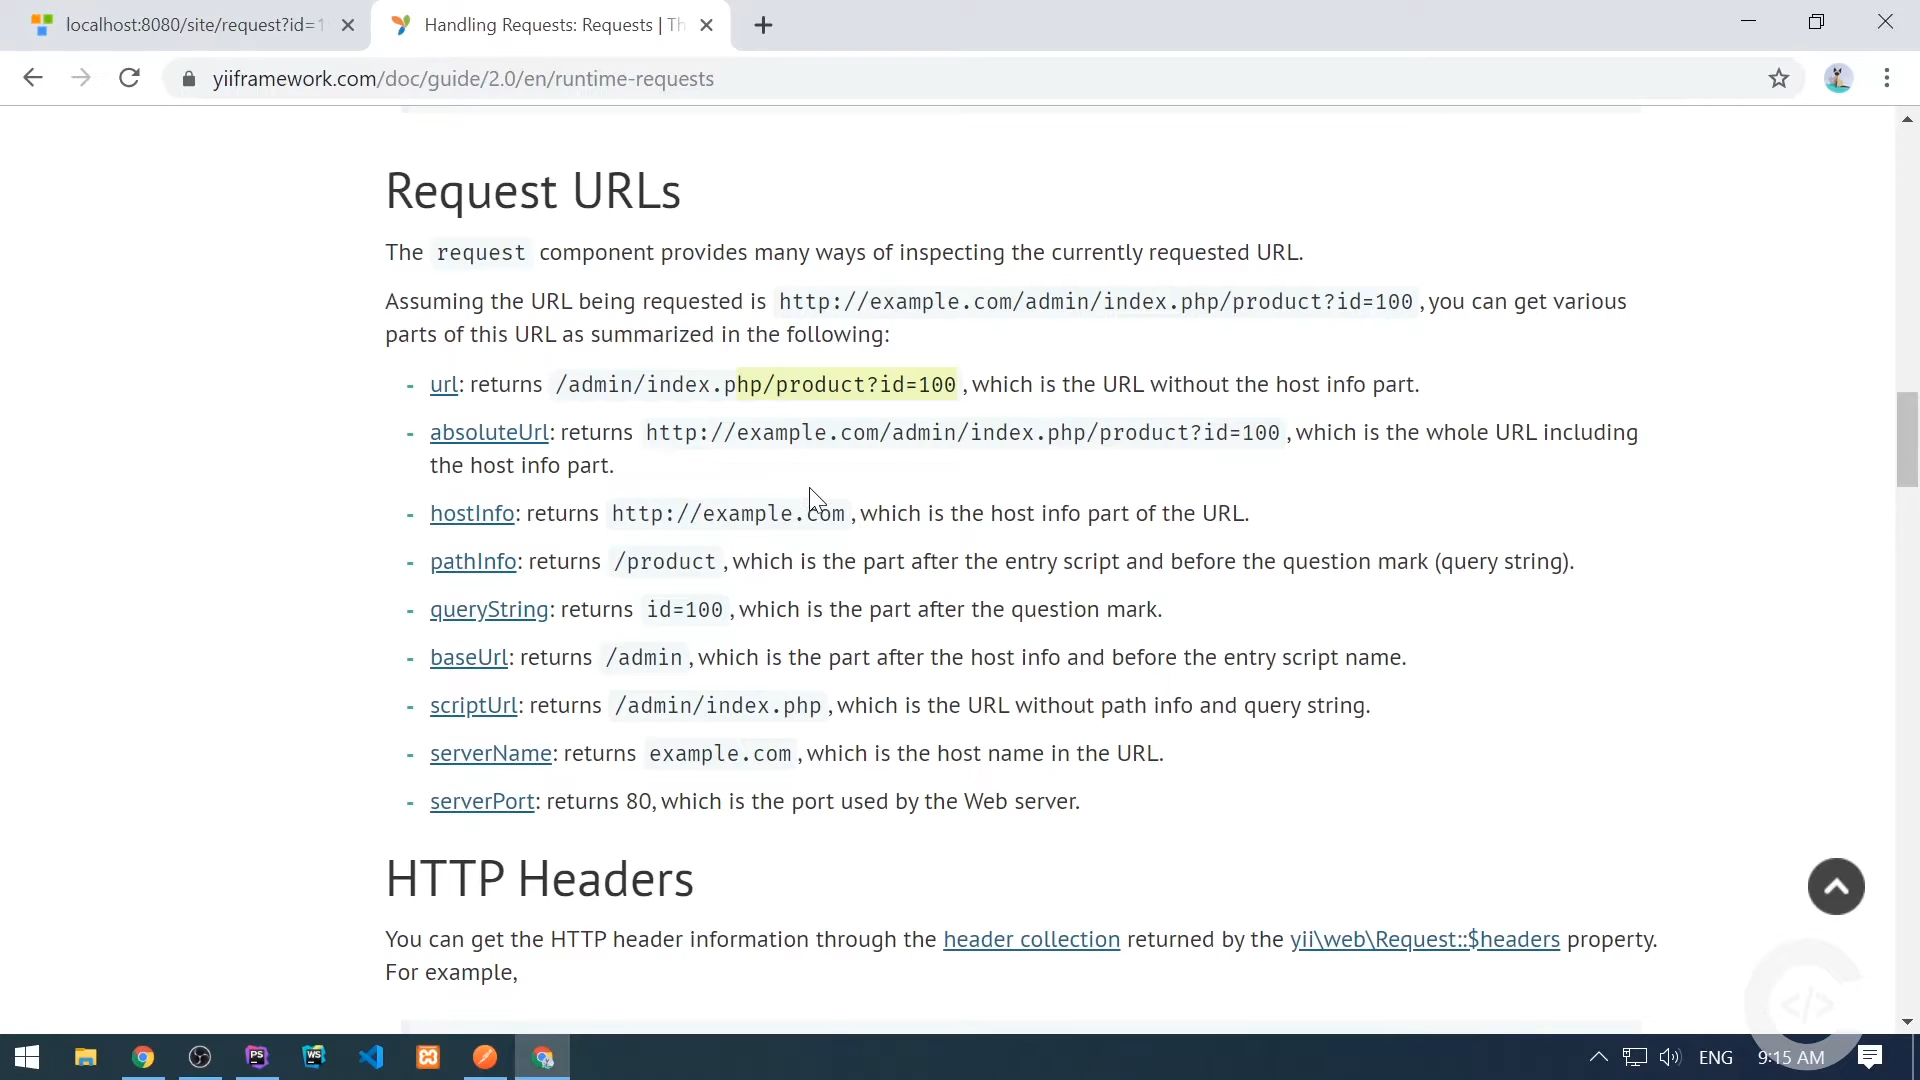 localhost:8080/site/request?id=1
Handling Requests: Requests | Th
yiiframework.com/doc/guide/2.0/en/runtime-requests
Request URLs
The request component provides many ways of inspecting the currently requested URL.
Assuming the URL being requested is http://example.com/admin/index.php/product?id=100, you can get various
parts of this URL as summarized in the following:
- url: returns /admin/index.php/product?id=100, which is the URL without the host info part.
- absoluteUrl: returns http://example.com/admin/index.php/product?id=100, which is the whole URL including
the host info part.
- hostInfo: returns http://example.com, which is the host info part of the URL.
- pathInfo: returns /product, which is the part after the entry script and before the question mark (query string).
- queryString: returns id=100, which is the part after the question mark.
- baseUrl: returns /admin, which is the part after the host info and before the entry script name.
- scriptUrl: returns /admin/index.php, which is the URL without path info and query string.
- serverName: returns example.com, which is the host name in the URL.
- serverPort: returns 80, which is the port used by the Web server.
HTTP Headers
You can get the HTTP header information through the header collection returned by the yii\web\Request::$headers property.
For example,
</>
PS
WS
ENG
9:15 AM